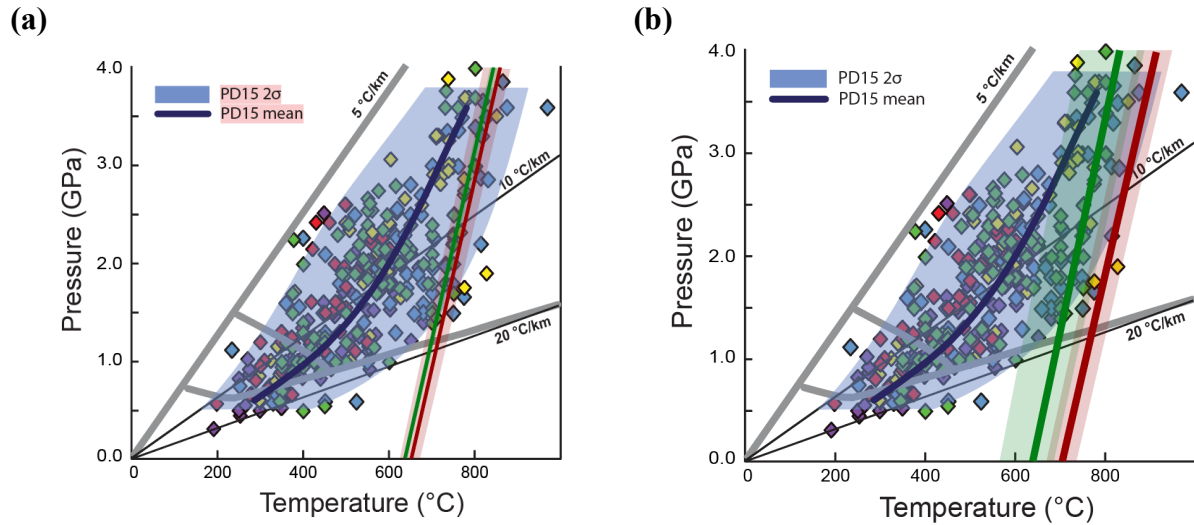 (a)
4.0
3.0
2.0
1.0
0.0
Pressure (GPa)
PD15 2σ
PD15 mean
5 °C/km
10 °C/km
20 °C/km
200
400
600
800
Temperature (°C)
(b)
4.0
3.0
2.0
1.0
0.0
Pressure (GPa)
PD15 2σ
PD15 mean
5 °C/km
10 °C/km
20 °C/km
200
400
600
800
Temperature (°C)